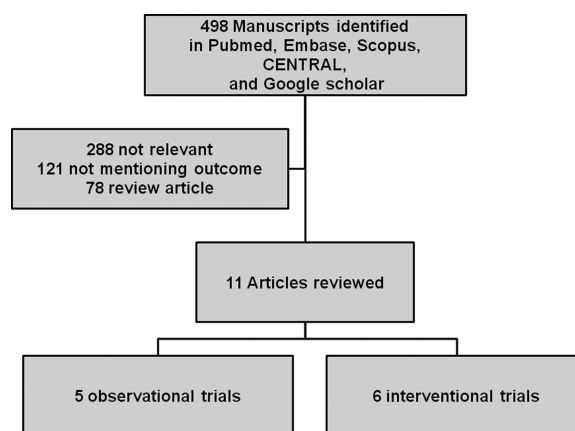 498 Manuscripts identified
in Pubmed, Embase, Scopus,
CENTRAL,
and Google scholar
288 not relevant
121 not mentioning outcome
78 review article
11 Articles reviewed
5 observational trials
6 interventional trials